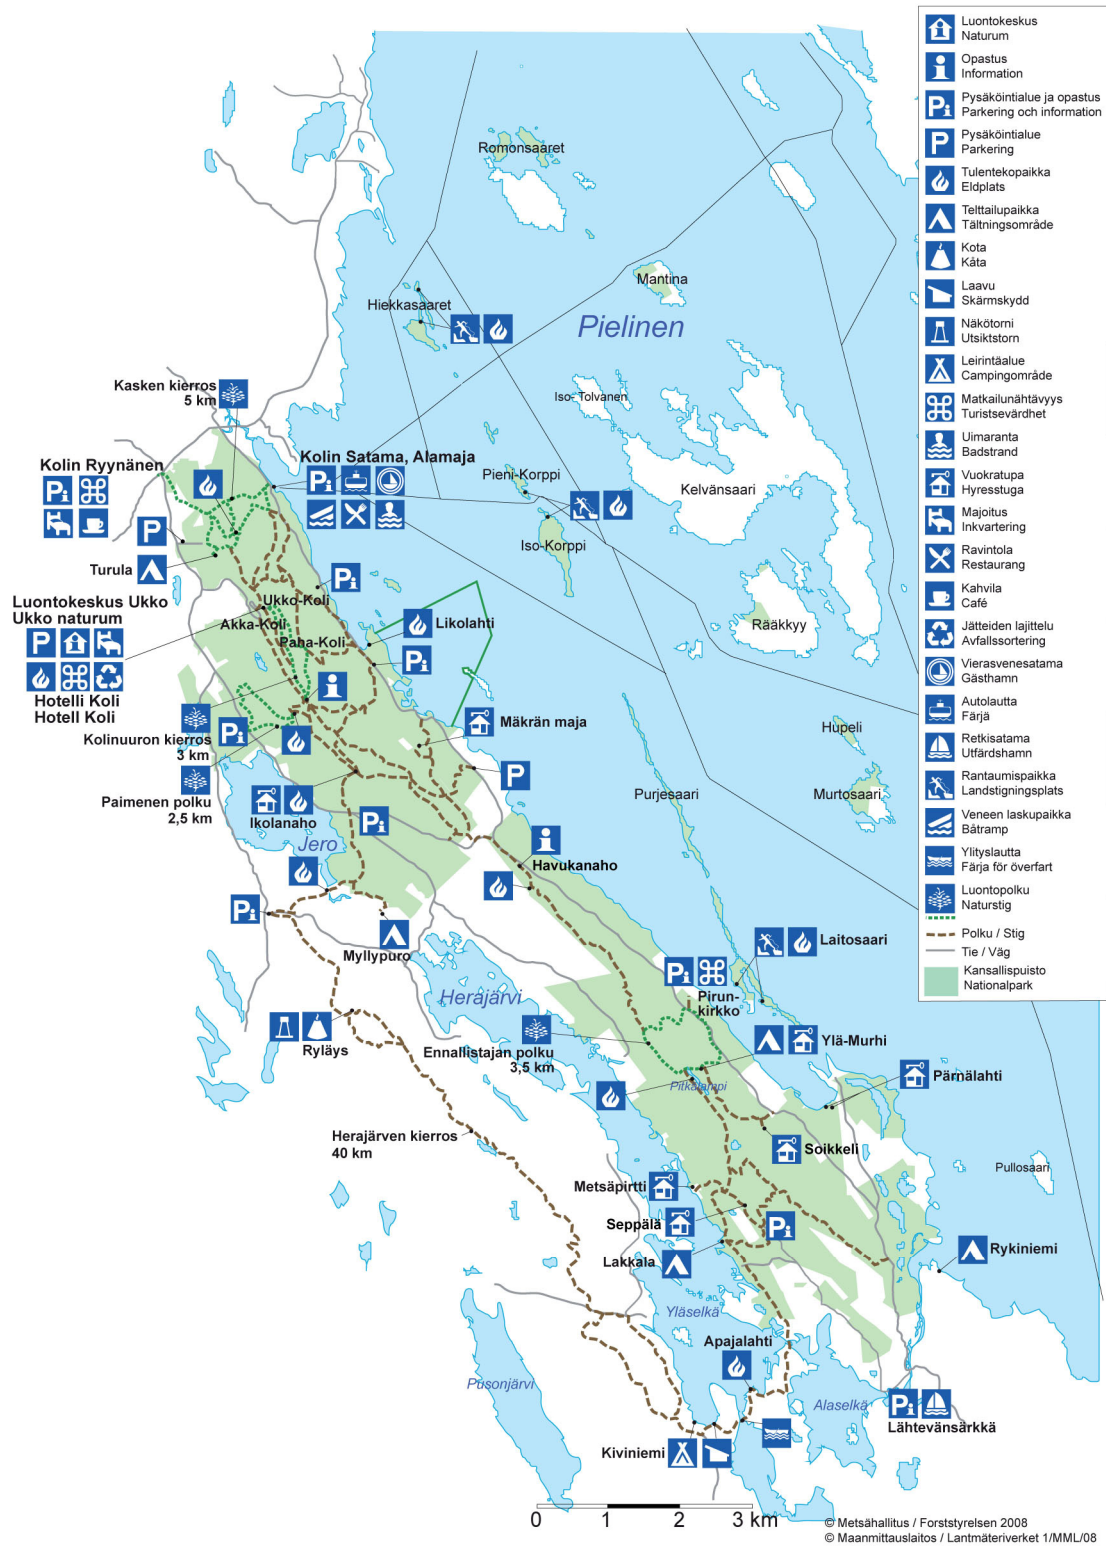 Romonsaaret
Hiekkasaaret
Mantina
Pielinen
Kasken kierros
5 km
Iso- Tolvanen
Kolin Ryynänen
Kolin Satama, Alamaja
Pieni-Korppi
Kelvänsaari
Iso-Korppi
Turula
Ukko-Koli
Luontokeskus Ukko
Ukko naturum
Akka-Koli
Likolahti
Rääkkyy
Paha-Koli
Hotelli Koli
Hotell Koli
Mäkrän maja
Hupeli
Kolinuuron kierros
3 km
Paimenen polku
2,5 km
Purjesaari
Murtosaari
Ikolanaho
Jero
Havukanaho
Myllypuro
Laitosaari
Herajärvi
Pirun-
kirkko
Ryläys
Ennallistajan polku
3,5 km
Ylä-Murhi
Pitkälampi
Pärnälahti
Herajärven kierros
40 km
Soikkeli
Pullosaari
Metsäpirtti
Seppälä
Lakkala
Rykiniemi
Yläselkä
Apajalahti
Pusonjärvi
Alaselkä
Lähtevänsärkkä
Kiviniemi
0 1 2 3 km
© Metsähallitus / Forststyrelsen 2008
© Maanmittauslaitos / Lantmäteriverket 1/MML/08
Luontokeskus
Naturum
Opastus
Information
Pysäköintialue ja opastus
Parkering och information
Pysäköintialue
Parkering
Tulentekopaikka
Eldplats
Telttailupaikka
Tältningsområde
Kota
Kåta
Laavu
Skärmskydd
Näkötorni
Utsiktstorn
Leirintäalue
Campingområde
Matkailunähtävyys
Turistsevärdhet
Uimaranta
Badstrand
Vuokratupa
Hyresstuga
Majoitus
Inkvartering
Ravintola
Restaurang
Kahvila
Café
Jätteiden lajittelu
Avfallssortering
Vierasvenesatama
Gästhamn
Autolautta
Färjä
Retkisatama
Utfärdshamn
Rantaumispaikka
Landstigningsplats
Veneen laskupaikka
Båtramp
Ylityslautta
Färja för överfart
Luontopolku
Naturstig
Polku / Stig
Tie / Väg
Kansallispuisto
Nationalpark